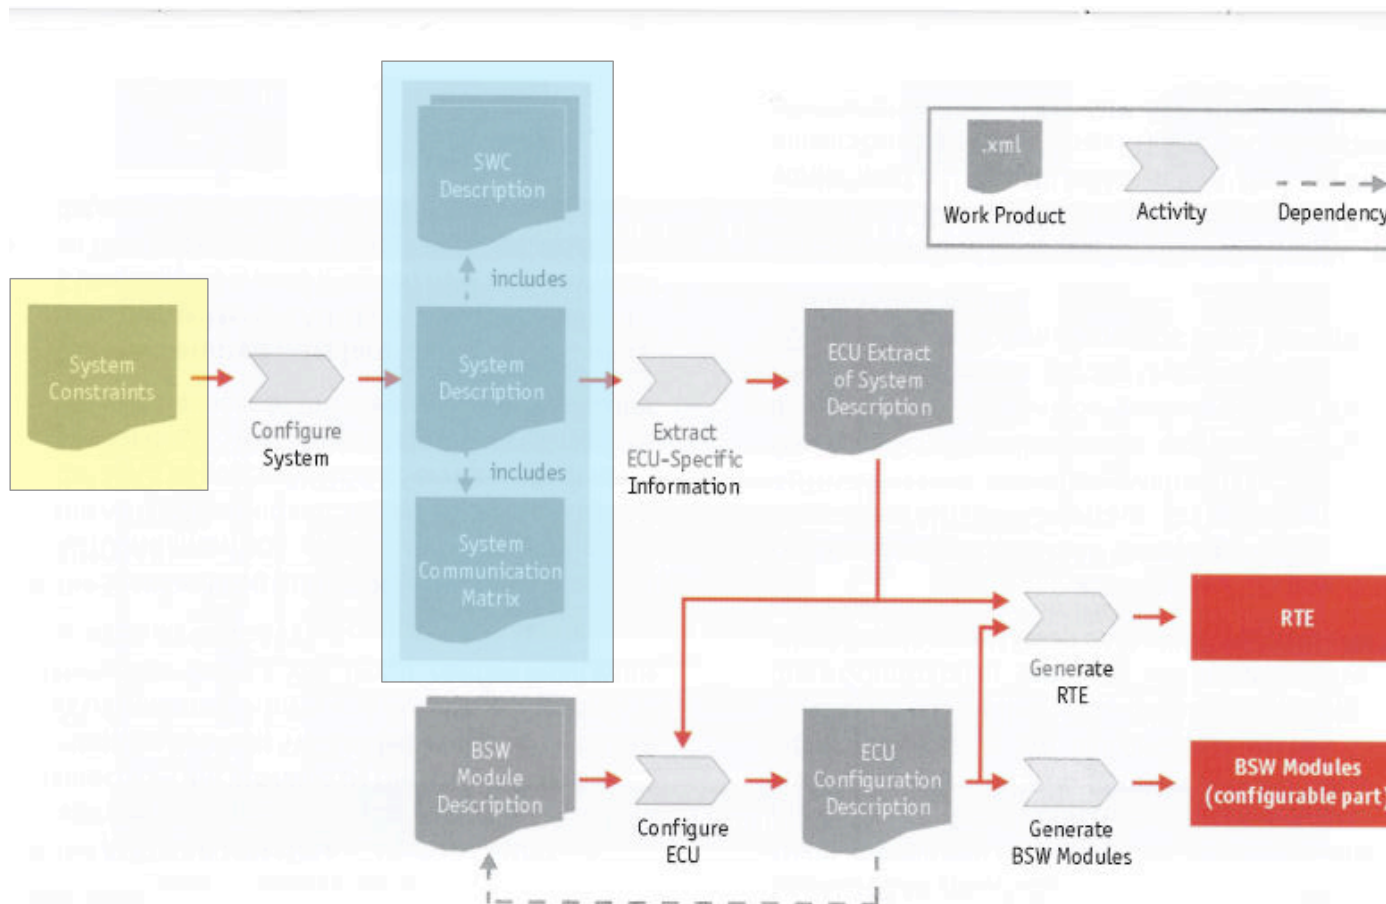 SWC
Description
.xml
Work Product
Activity
Dependency
includes
System
Constraints
Configure
System
System
Description
Extract
ECU-Specific
Information
ECU Extract
of System
Description
includes
System
Communication
Matrix
Generate
RTE
RTE
BSW
Module
Description
Configure
ECU
ECU
Configuration
Description
Generate
BSW Modules
BSW Modules
(configurable part)